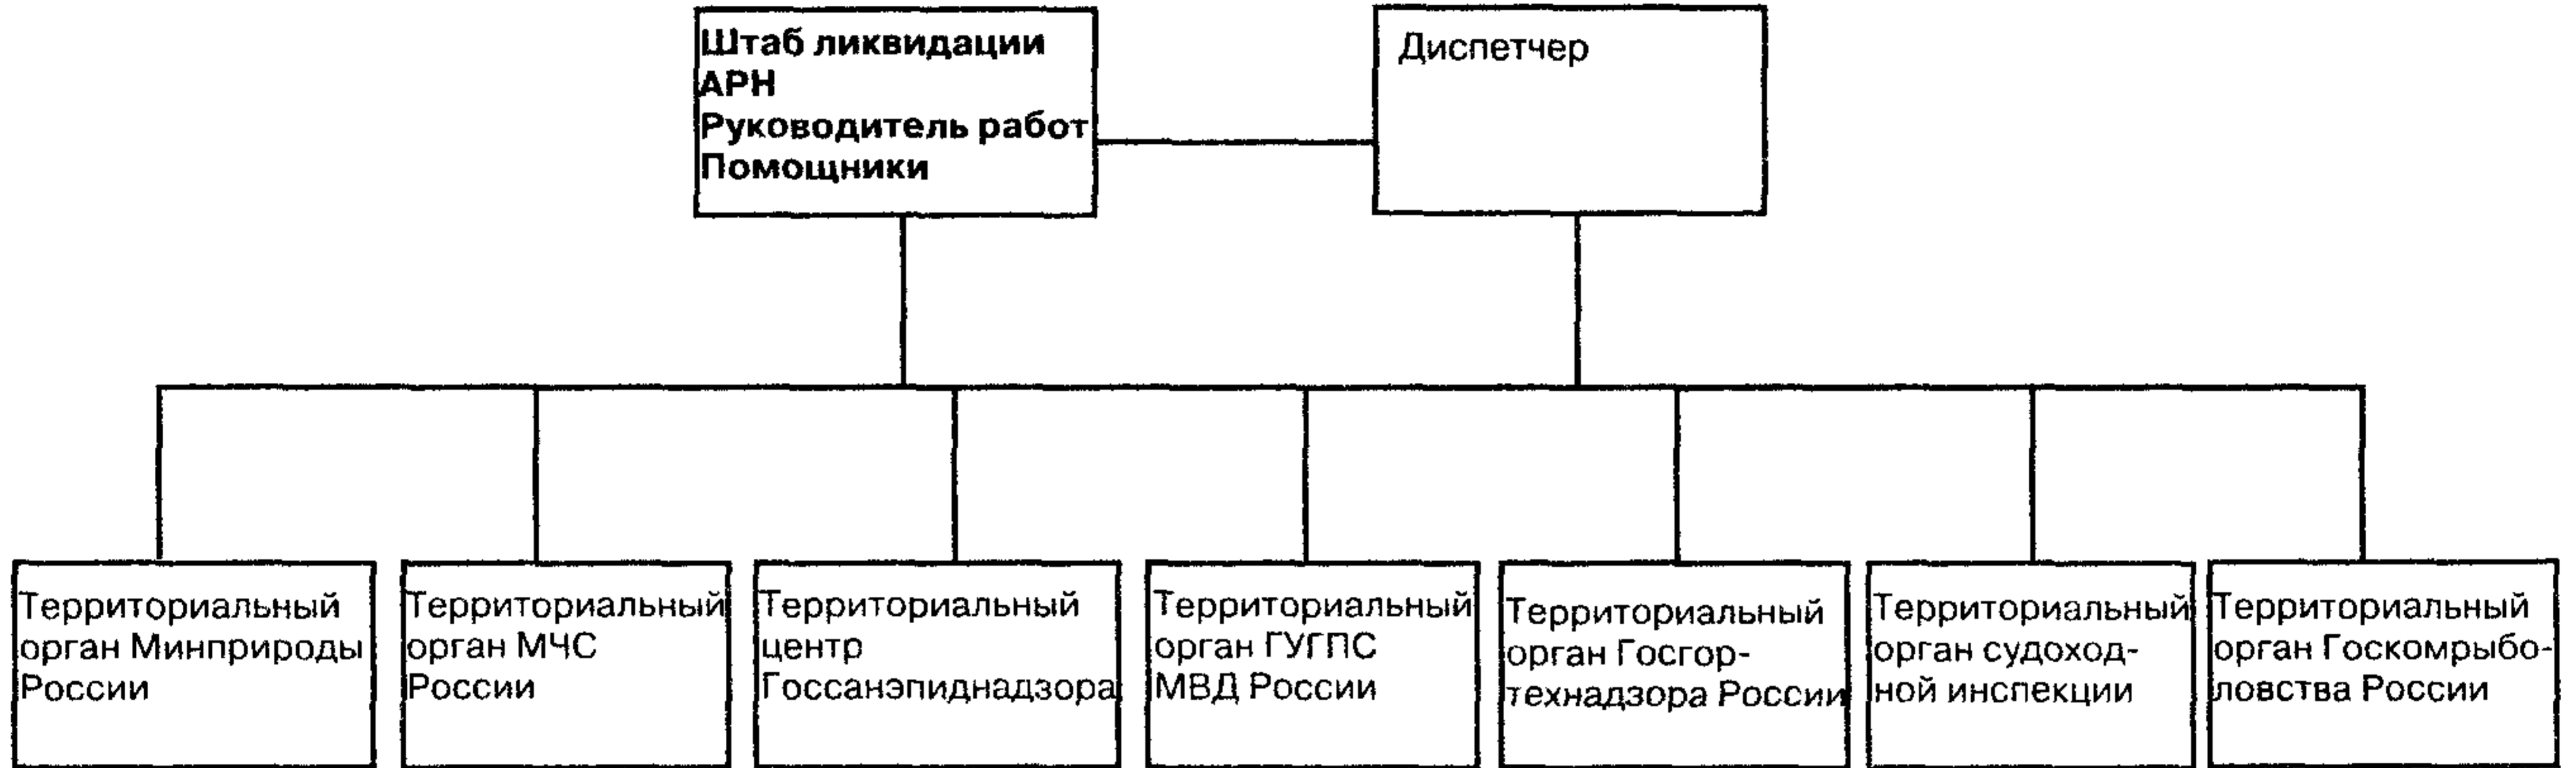 Штаб ликвидации
АРН
Руководитель работ
Помощники
Диспетчер
Территориальный
орган Минприроды
России
Территориальный
орган МЧС
России
Территориальный
центр
Госсанэпиднадзора
Территориальный
орган ГУГПС
МВД России
Территориальный
орган Госгор-
технадзора России
Территориальный
орган судоход-
ной инспекции
Территориальный
орган Госкомрыбо-
ловства России